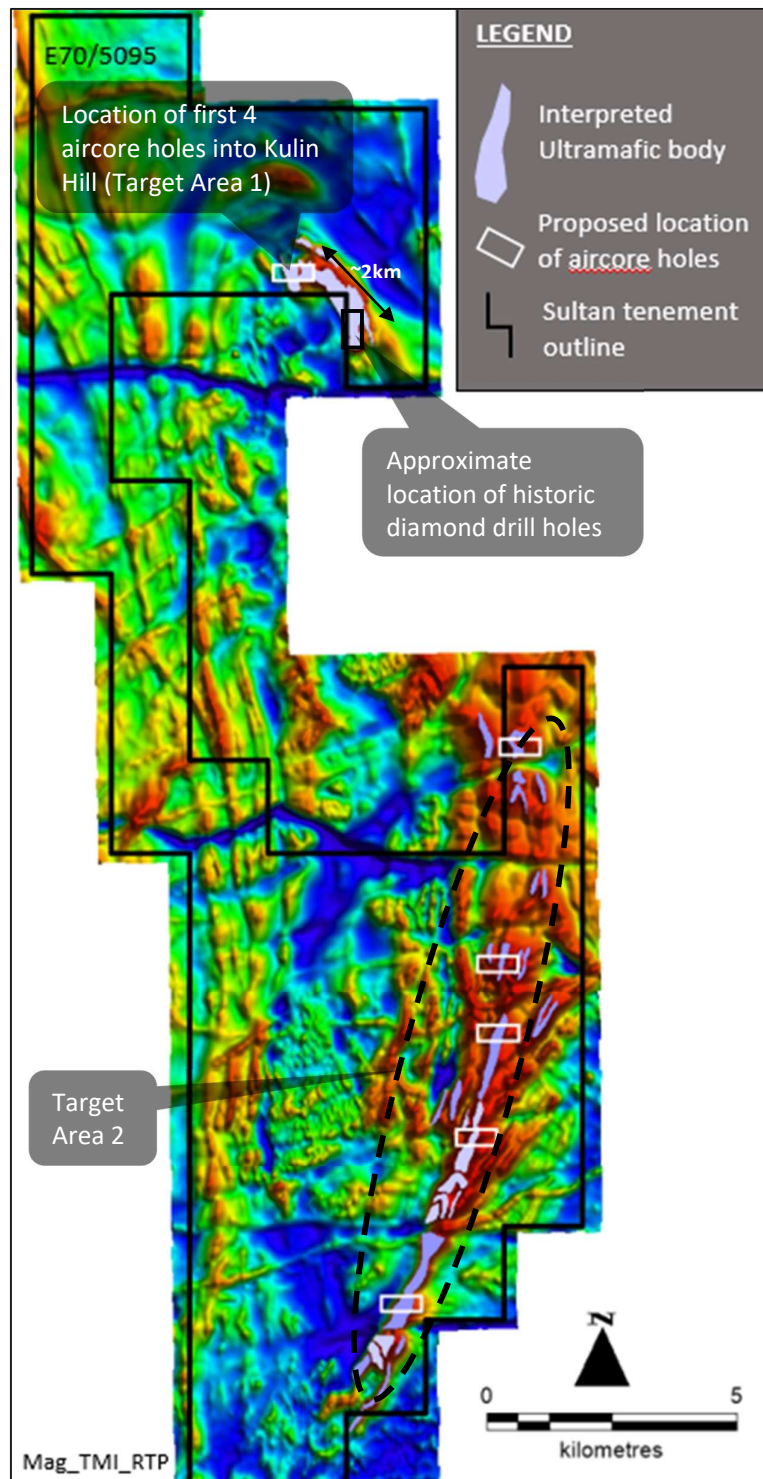 E70/5095
Location of first 4
aircore holes into Kulin
Hill (Target Area 1)
LEGEND
Interpreted
Ultramafic body
Proposed location
of aircore holes
Sultan tenement
outline
~2km
Approximate
location of historic
diamond drill holes
Target
Area 2
N
0 5
kilometres
Mag_TMI_RTP